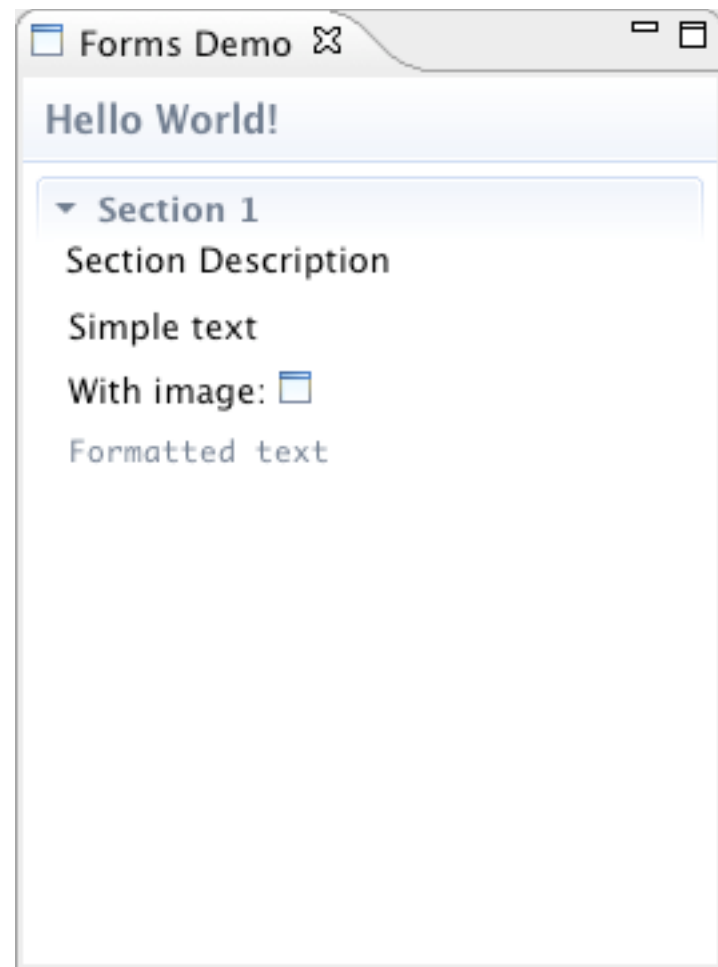 Forms Demo
Hello World!
Section 1
Section Description
Simple text
With image:
Formatted text